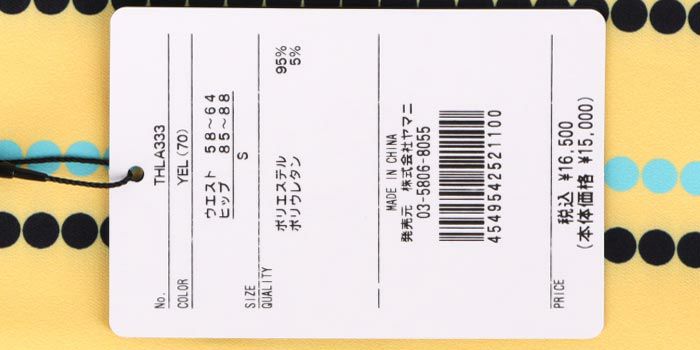 No. THLA333
COLOR YEL(70)
ウエスト 58～64
ヒップ 85～88
SIZE S
QUALITY
ポリエステル 95%
ポリウレタン 5%
MADE IN CHINA
発売元 株式会社ヤマニ
03-5806-8055
4549542521100
PRICE 税込 ¥16,500
(本体価格 ¥15,000)